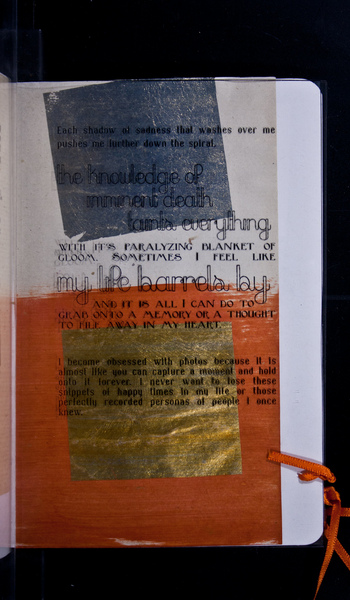 Each shadow of sadness that washes over me
pushes me further down the spiral.
the knowledge of
imminent death
taints everything
WITH IT'S PARALYZING BLANKET OF
GLOOM. SOMETIMES I FEEL LIKE
my life barrels by
AND IT IS ALL I CAN DO TO
GRAB ONTO A MEMORY OR A THOUGHT
TO FILE AWAY IN MY HEART.
I became obsessed with photos because it is
almost like you can capture a moment and hold
onto it forever. I never want to lose these
snippets of happy times in my life or those
perfectly recorded personas of people I once
knew.